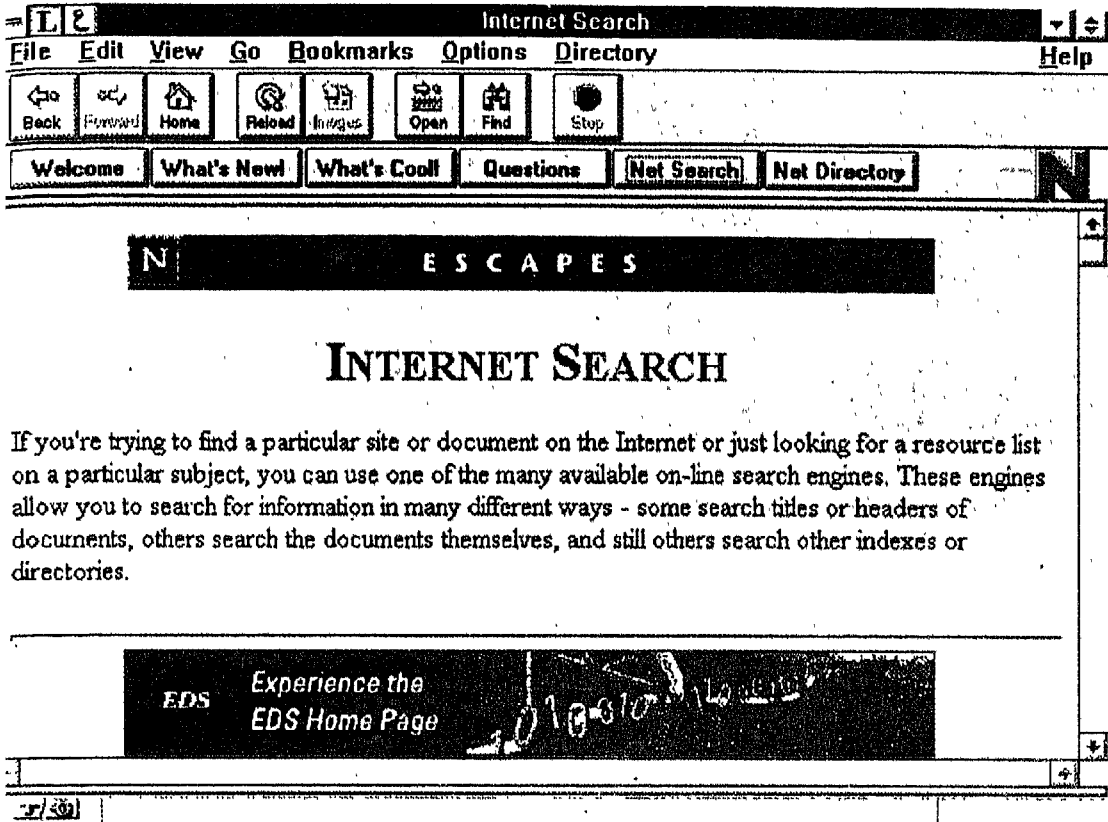 L Internet Search
File Edit View Go Bookmarks Options Directory Help
Back Forward Home Reload Images Open Find Stop
Welcome What's New! What's Cool! Questions Net Search Net Directory
N
N ESCAPES
INTERNET SEARCH
If you're trying to find a particular site or document on the Internet or just looking for a resource list
on a particular subject, you can use one of the many available on-line search engines. These engines
allow you to search for information in many different ways - some search titles or headers of
documents, others search the documents themselves, and still others search other indexes or
directories.
EDS Experience the
EDS Home Page